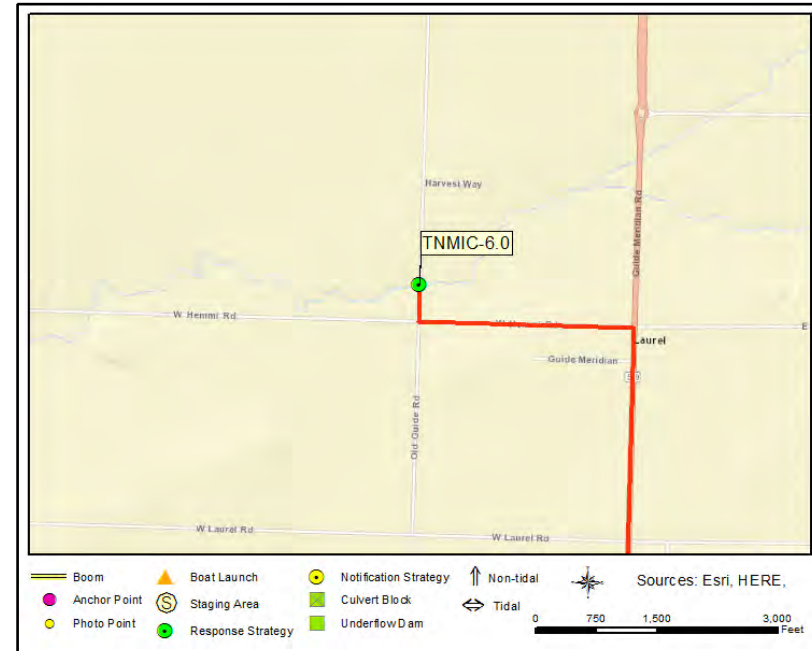 Harvest Way
Guide Meridian Rd
TNMIC-6.0
W Hemmi Rd
W Hemmi Rd
E
Laurel
Guide Meridian
Old Guide Rd
W Laurel Rd
W Laurel Rd
Boom
Anchor Point
Photo Point
Boat Launch
S Staging Area
Response Strategy
Notification Strategy
Culvert Block
Underflow Dam
Non-tidal
Tidal
Sources: Esri, HERE,
0 750 1,500 3,000
Feet